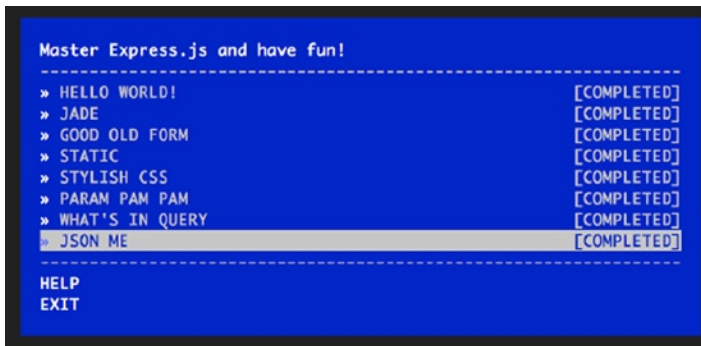 Master Express.js and have fun!
---------------------------------------------------------------
» HELLO WORLD! [COMPLETED]
» JADE [COMPLETED]
» GOOD OLD FORM [COMPLETED]
» STATIC [COMPLETED]
» STYLISH CSS [COMPLETED]
» PARAM PAM PAM [COMPLETED]
» WHAT'S IN QUERY [COMPLETED]
» JSON ME [COMPLETED]
---------------------------------------------------------------
HELP
EXIT